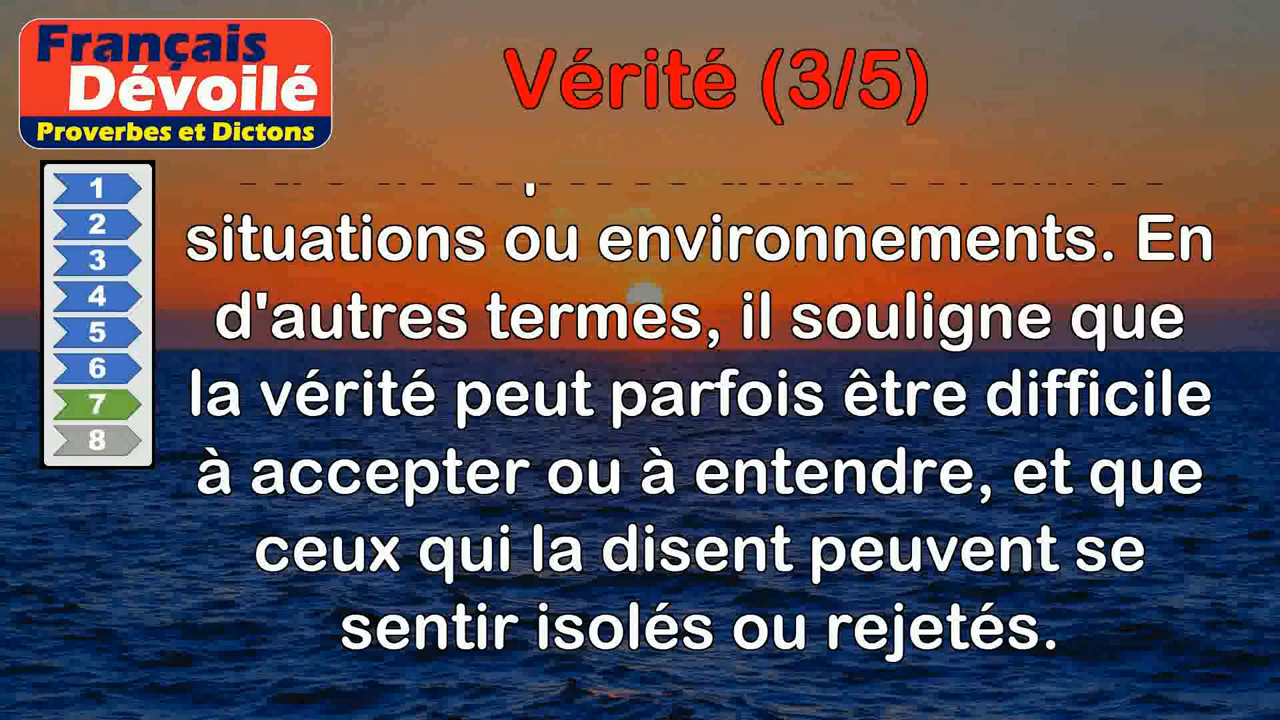 Français
Dévoilé
Proverbes et Dictons
Vérité (3/5)
1
2
3
4
5
6
7
8
situations ou environnements. En
d'autres termes, il souligne que
la vérité peut parfois être difficile
à accepter ou à entendre, et que
ceux qui la disent peuvent se
sentir isolés ou rejetés.